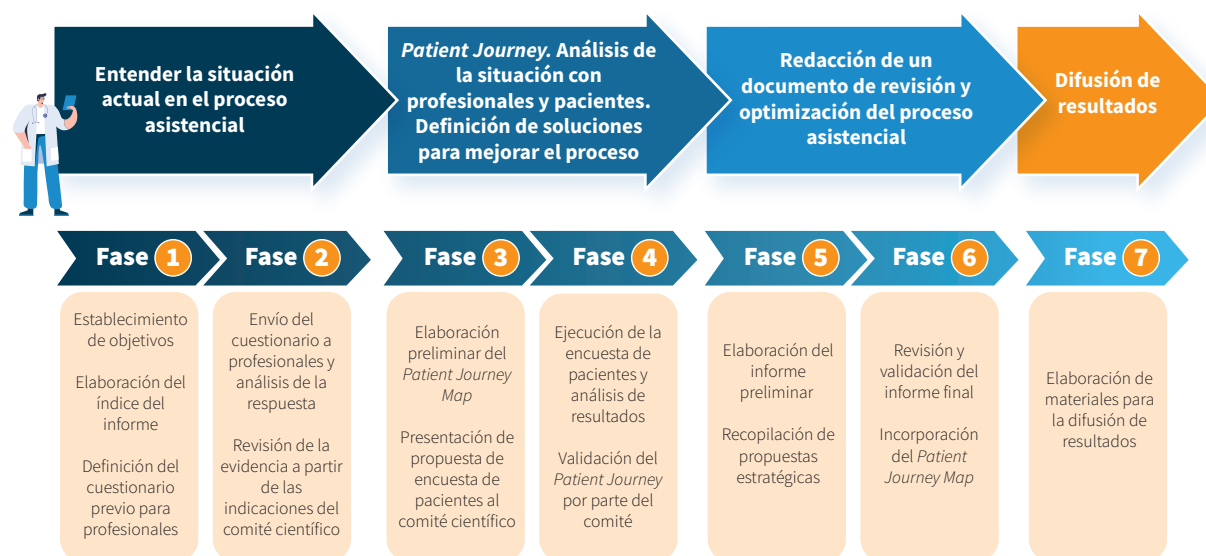 Entender la situación
actual en el proceso
asistencial
Patient Journey. Análisis de
la situación con
profesionales y pacientes.
Definición de soluciones
para mejorar el proceso
Redacción de un
documento de revisión y
optimización del proceso
asistencial
Difusión de
resultados
Fase 1
Establecimiento
de objetivos
Elaboración del
índice del
informe
Definición del
cuestionario
previo para
profesionales
Fase 2
Envío del
cuestionario a
profesionales y
análisis de la
respuesta
Revisión de la
evidencia a partir
de las
indicaciones del
comité científico
Fase 3
Elaboración
preliminar del
Patient Journey
Map
Presentación de
propuesta de
encuesta de
pacientes al
comité científico
Fase 4
Ejecución de la
encuesta de
pacientes y
análisis de
resultados
Validación del
Patient Journey
por parte del
comité
Fase 5
Elaboración del
informe
preliminar
Recopilación de
propuestas
estratégicas
Fase 6
Revisión y
validación del
informe final
Incorporación
del Patient
Journey Map
Fase 7
Elaboración de
materiales para
la difusión de
resultados